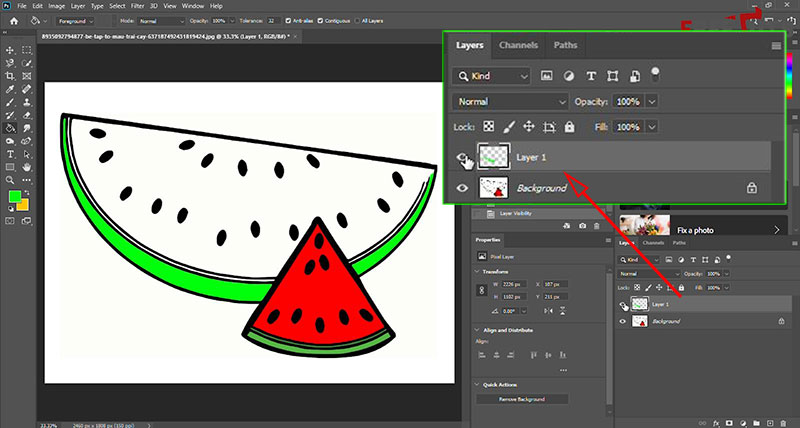 File Edit Image Layer Type Select Filter 3D View Window Help
Foreground Mode: Normal Opacity: 100% Tolerance: 32 Anti-alias Contiguous All Layers
8935092794877-be-tap-to-mau-trai-cay-637187492431819424.jpg @ 33.3% (Layer 1, RGB/8#) *
Layers Channels Paths
Kind
Normal Opacity: 100%
Lock: Fill: 100%
Layer 1
Background
Layer Visibility
Fix a photo
Properties
Pixel Layer
Transform
W 2226 px X 107 px
H 1102 px Y 211 px
0.00°
Align and Distribute
Align:
Quick Actions
Remove Background
Layers Channels Paths
Kind
Normal Opacity: 100%
Lock: Fill: 100%
Layer 1
Background
33.33% 2460 px x 1808 px (150 ppi)